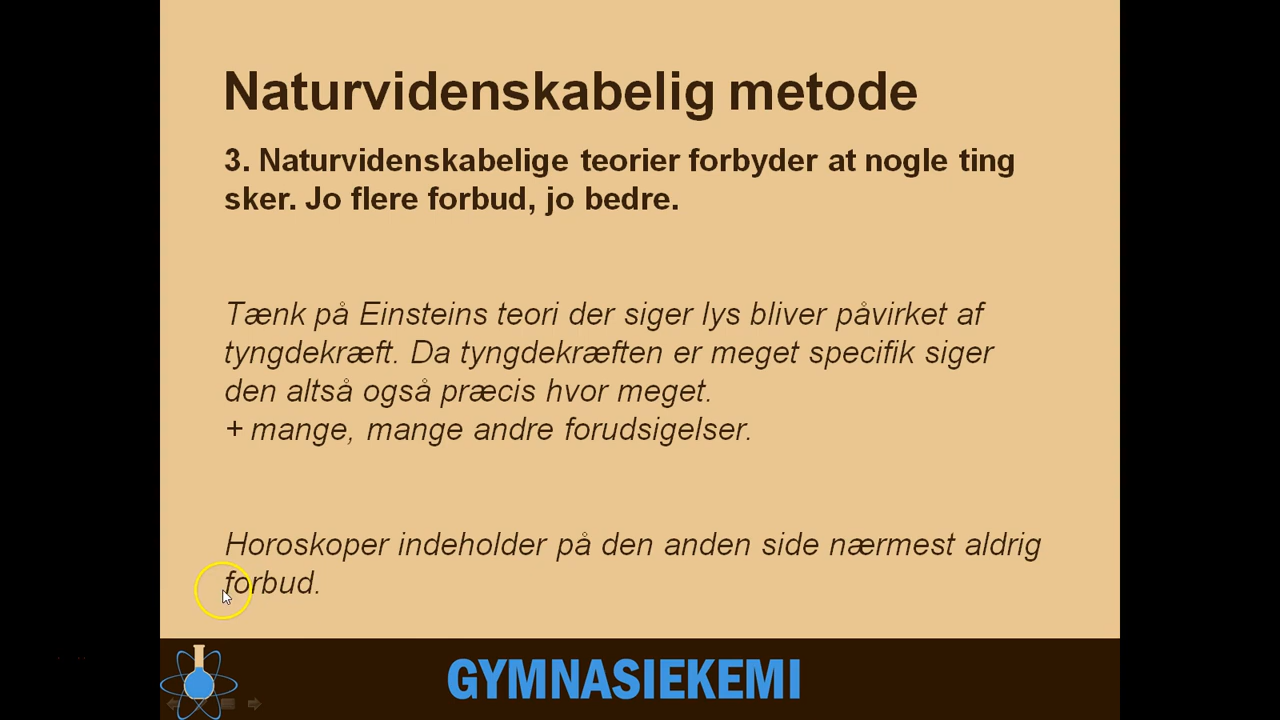 Naturvidenskabelig metode
3. Naturvidenskabelige teorier forbyder at nogle ting
sker. Jo flere forbud, jo bedre.
Tænk på Einsteins teori der siger lys bliver påvirket af
tyngdekræft. Da tyngdekræften er meget specifik siger
den altså også præcis hvor meget.
+ mange, mange andre forudsigelser.
Horoskoper indeholder på den anden side nærmest aldrig
forbud.
GYMNASIEKEMI